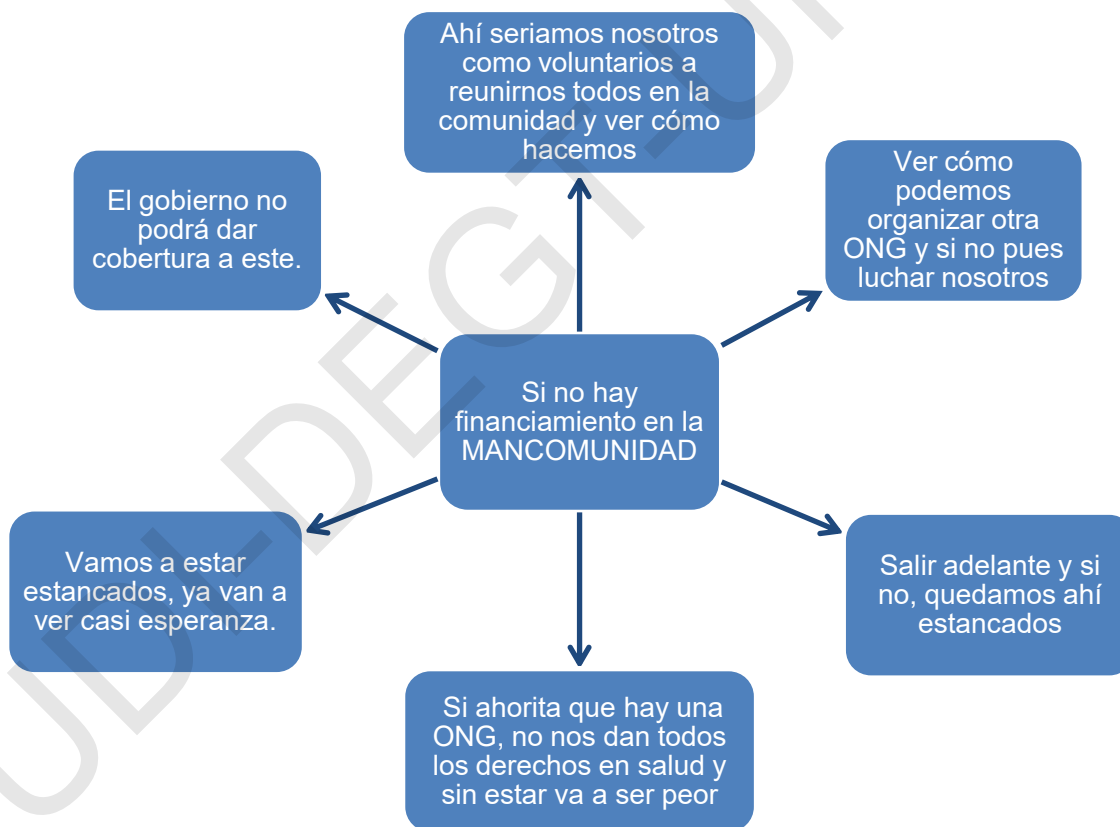 Ahí seriamos nosotros
como voluntarios a
reunirnos todos en la
comunidad y ver cómo
hacemos
Ver cómo
podemos
organizar otra
ONG y si no pues
luchar nosotros
El gobierno no
podrá dar
cobertura a este.
Si no hay
financiamiento en la
MANCOMUNIDAD
Vamos a estar
estancados, ya van a
ver casi esperanza.
Salir adelante y si
no, quedamos ahí
estancados
Si ahorita que hay una
ONG, no nos dan todos
los derechos en salud y
sin estar va a ser peor
UDI-DEGT-U